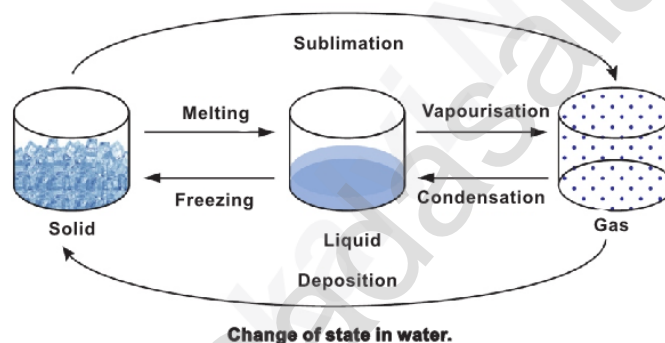 Sublimation
Melting
Vapourisation
Freezing
Condensation
Solid
Liquid
Gas
Deposition
Change of state in water.